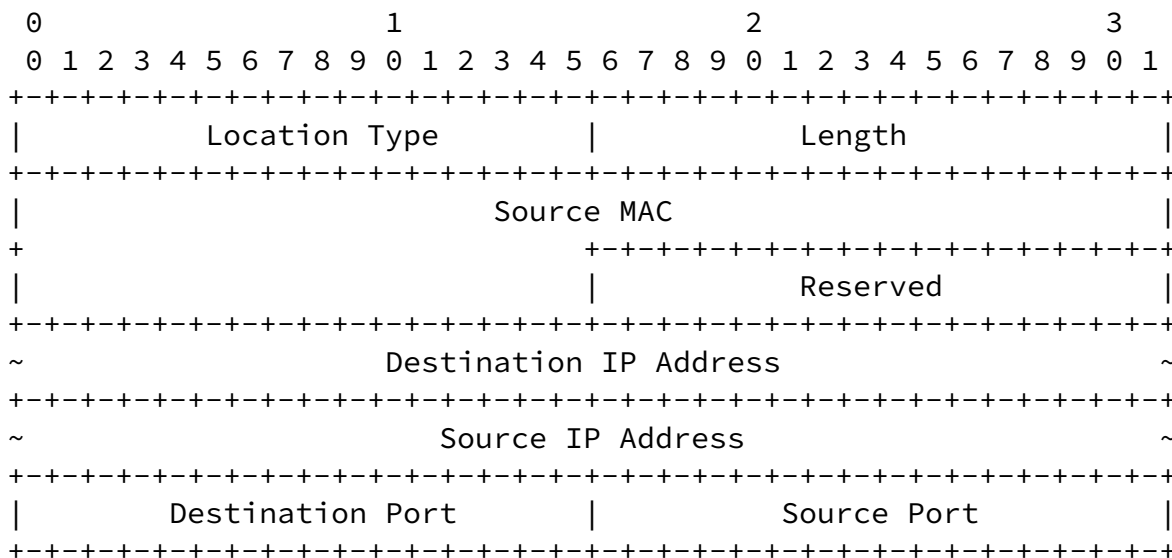 0                   1                   2                   3
 0 1 2 3 4 5 6 7 8 9 0 1 2 3 4 5 6 7 8 9 0 1 2 3 4 5 6 7 8 9 0 1
+-+-+-+-+-+-+-+-+-+-+-+-+-+-+-+-+-+-+-+-+-+-+-+-+-+-+-+-+-+-+-+-+
|          Location Type        |           Length              |
+-+-+-+-+-+-+-+-+-+-+-+-+-+-+-+-+-+-+-+-+-+-+-+-+-+-+-+-+-+-+-+-+
|                          Source MAC                           |
+                               +-+-+-+-+-+-+-+-+-+-+-+-+-+-+-+-+
|                               |           Reserved            |
+-+-+-+-+-+-+-+-+-+-+-+-+-+-+-+-+-+-+-+-+-+-+-+-+-+-+-+-+-+-+-+-+
~                    Destination IP Address                     ~
+-+-+-+-+-+-+-+-+-+-+-+-+-+-+-+-+-+-+-+-+-+-+-+-+-+-+-+-+-+-+-+-+
~                       Source IP Address                       ~
+-+-+-+-+-+-+-+-+-+-+-+-+-+-+-+-+-+-+-+-+-+-+-+-+-+-+-+-+-+-+-+-+
|        Destination Port       |          Source Port          |
+-+-+-+-+-+-+-+-+-+-+-+-+-+-+-+-+-+-+-+-+-+-+-+-+-+-+-+-+-+-+-+-+